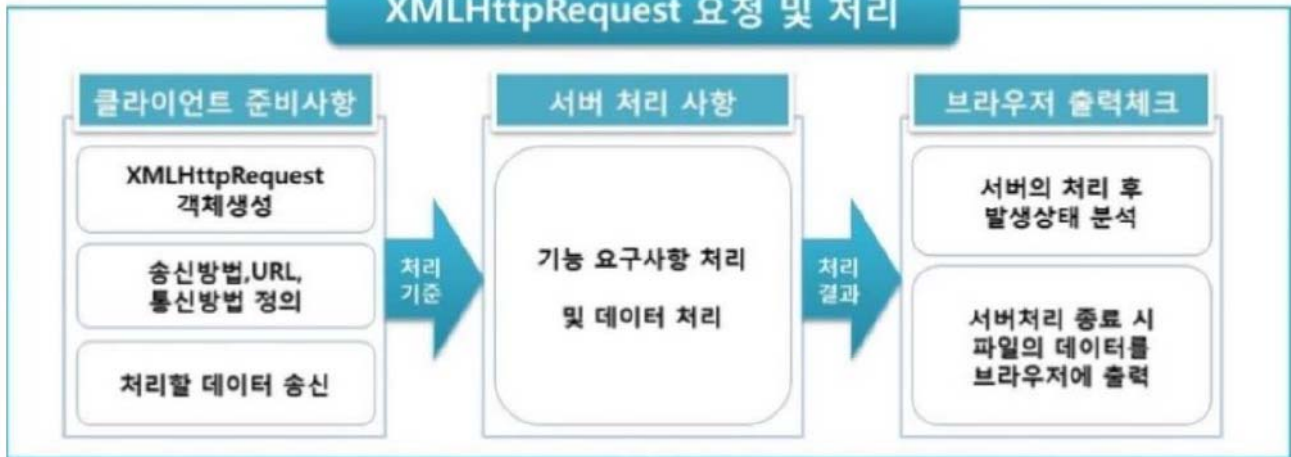 XMLHttpRequest 요청 및 처리
클라이언트 준비사항
XMLHttpRequest
객체생성
송신방법,URL,
통신방법 정의
처리할 데이터 송신
처리
기준
서버 처리 사항
기능 요구사항 처리
및 데이터 처리
처리
결과
브라우저 출력체크
서버의 처리 후
발생상태 분석
서버처리 종료 시
파일의 데이터를
브라우저에 출력